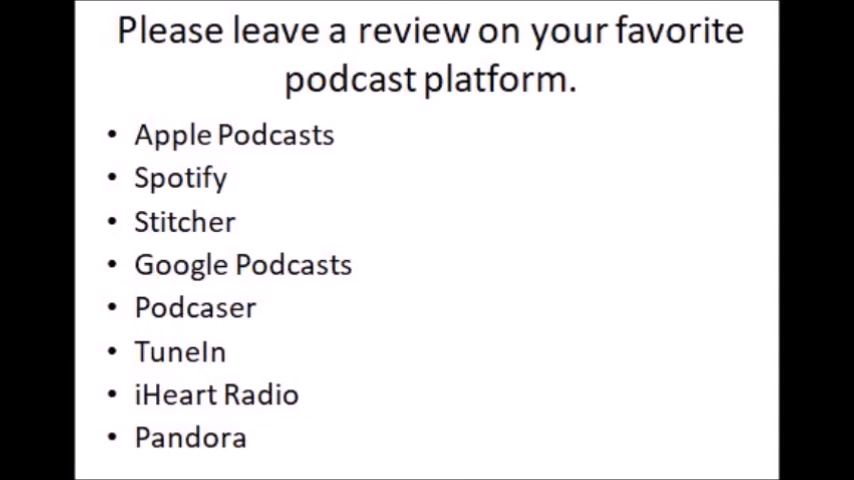 Please leave a review on your favorite
podcast platform.
• Apple Podcasts
• Spotify
• Stitcher
• Google Podcasts
• Podcaser
• TuneIn
• iHeart Radio
• Pandora